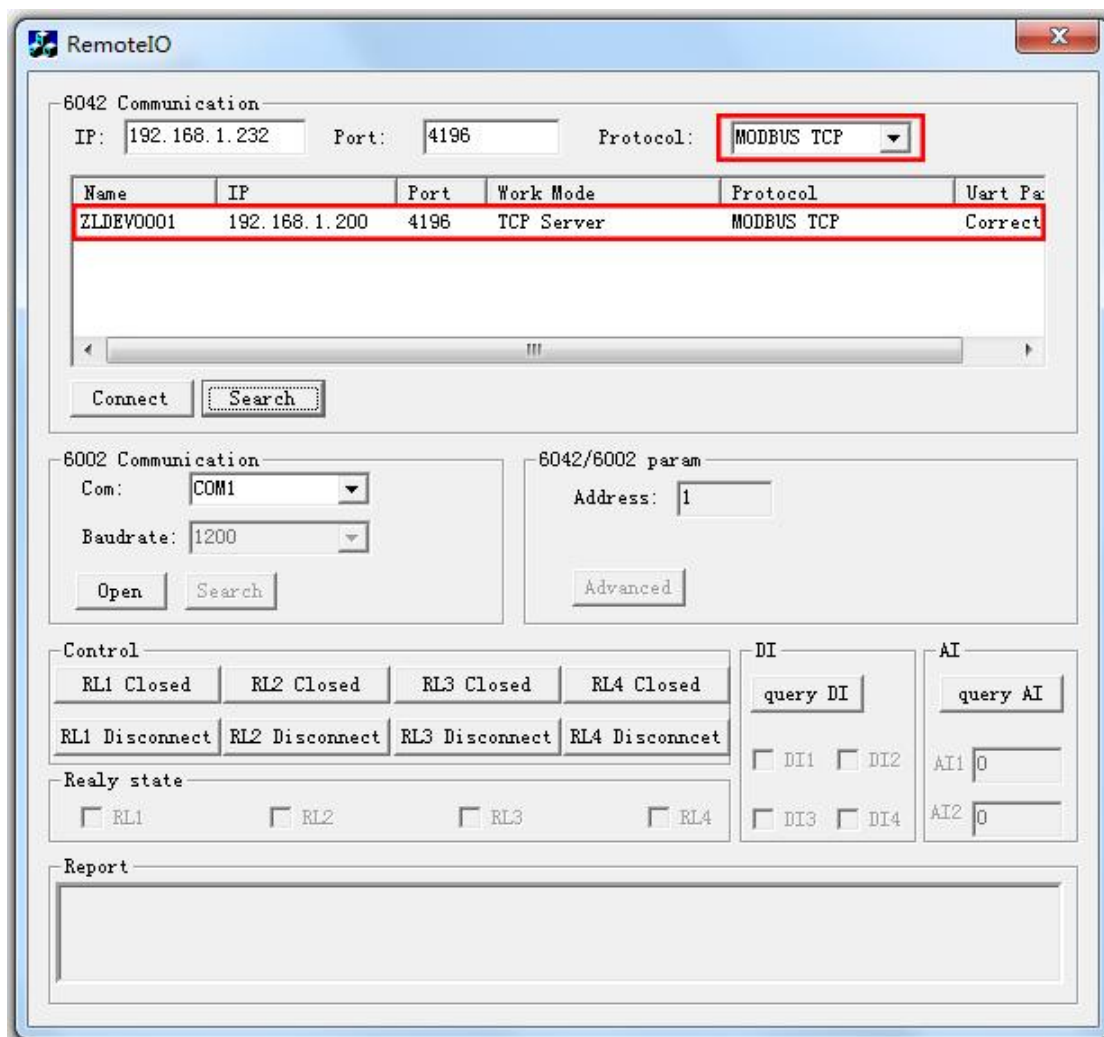 RemoteIO
6042 Communication
IP: 192.168.1.232 Port: 4196 Protocol: MODBUS TCP
Name IP Port Work Mode Protocol Uart Pa
ZLDEV0001 192.168.1.200 4196 TCP Server MODBUS TCP Correct
Connect Search
6002 Communication 6042/6002 param
Com: COM1 Address: 1
Baudrate: 1200
Open Search Advanced
Control DI AI
RL1 Closed RL2 Closed RL3 Closed RL4 Closed query DI query AI
RL1 Disconnect RL2 Disconnect RL3 Disconnect RL4 Disconncet
DI1 DI2 AI1 0
Realy state
RL1 RL2 RL3 RL4 DI3 DI4 AI2 0
Report